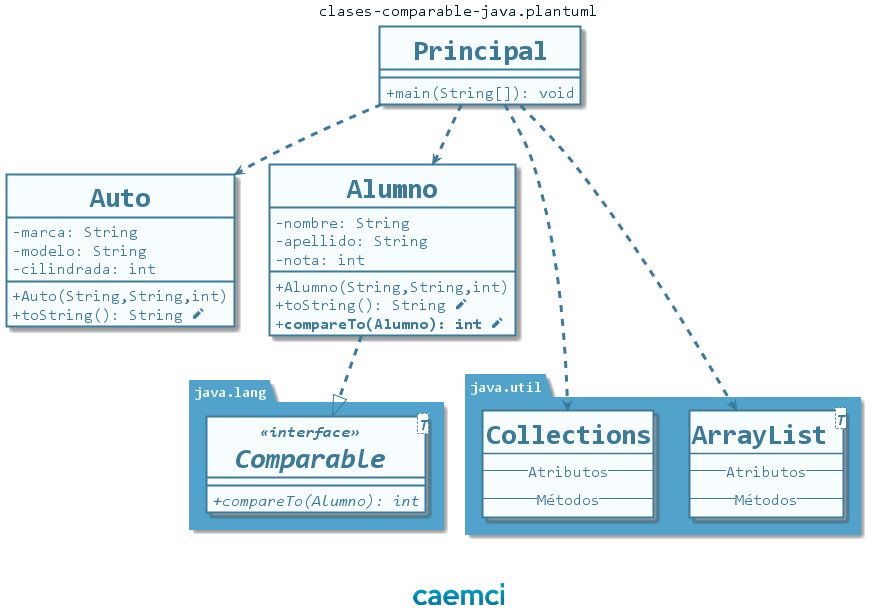 clases-comparable-java.plantuml
Principal
+main(String[]): void
Auto
-marca: String
-modelo: String
-cilindrada: int
+Auto(String,String,int)
+toString(): String
Alumno
-nombre: String
-apellido: String
-nota: int
+Alumno(String,String,int)
+toString(): String
+compareTo(Alumno): int
java.lang
T
«interface»
Comparable
+compareTo(Alumno): int
java.util
Collections
Atributos
Métodos
T
ArrayList
Atributos
Métodos
caemci